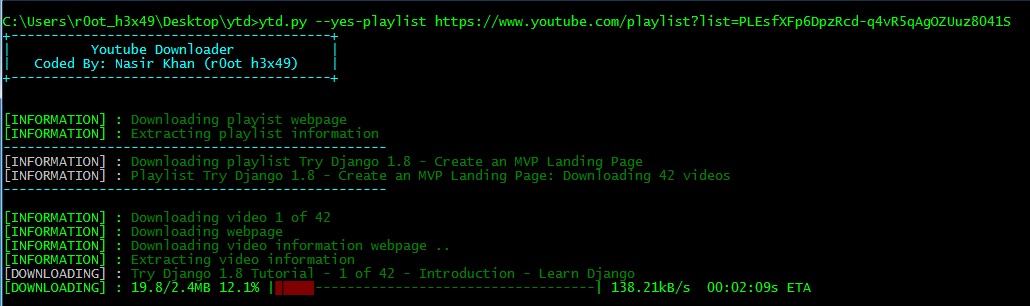 C:\Users\r0ot_h3x49\Desktop\ytd>ytd.py --yes-playlist https://www.youtube.com/playlist?list=PLEsfXFp6DpzRcd-q4vR5qAgOZUuz8041S
+--------------------------------------+
| Youtube Downloader |
| Coded By: Nasir Khan (r0ot h3x49) |
+--------------------------------------+
[INFORMATION] : Downloading playist webpage
[INFORMATION] : Extracting playlist information
-----------------------------------------------
[INFORMATION] : Downloading playlist Try Django 1.8 - Create an MVP Landing Page
[INFORMATION] : Playlist Try Django 1.8 - Create an MVP Landing Page: Downloading 42 videos
-----------------------------------------------
[INFORMATION] : Downloading video 1 of 42
[INFORMATION] : Downloading webpage
[INFORMATION] : Downloading video information webpage ..
[INFORMATION] : Extracting video information
[DOWNLOADING] : Try Django 1.8 Tutorial - 1 of 42 - Introduction - Learn Django
[DOWNLOADING] : 19.8/2.4MB 12.1% |-----------------------------------| 138.21kB/s 00:02:09s ETA